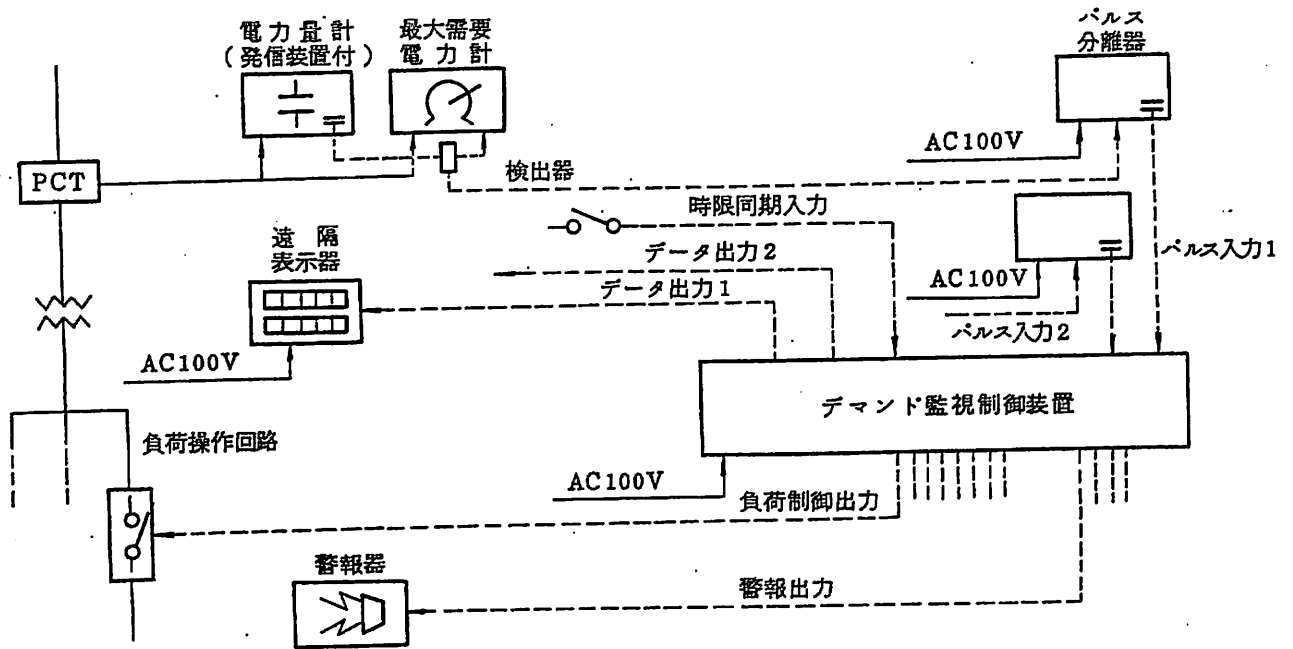 電力量計
(発信装置付)
最大需要
電力計
パルス
分離器
AC100V
PCT
検出器
時限同期入力
遠隔
表示器
データ出力2
AC100V
パルス入力1
データ出力1
パルス入力2
AC100V
デマンド監視制御装置
負荷操作回路
AC100V
負荷制御出力
警報器
警報出力